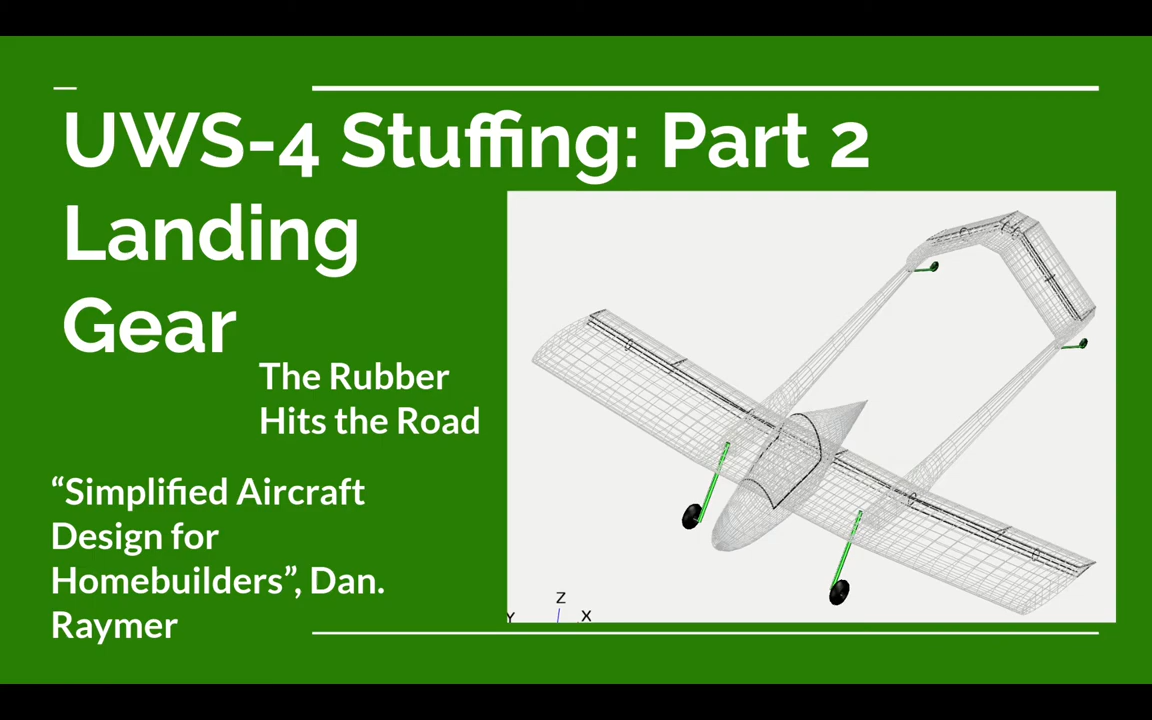 UWS-4 Stuffing: Part 2
Landing
Gear
The Rubber
Hits the Road
“Simplified Aircraft
Design for
Homebuilders”, Dan.
Raymer
Z
Y
X